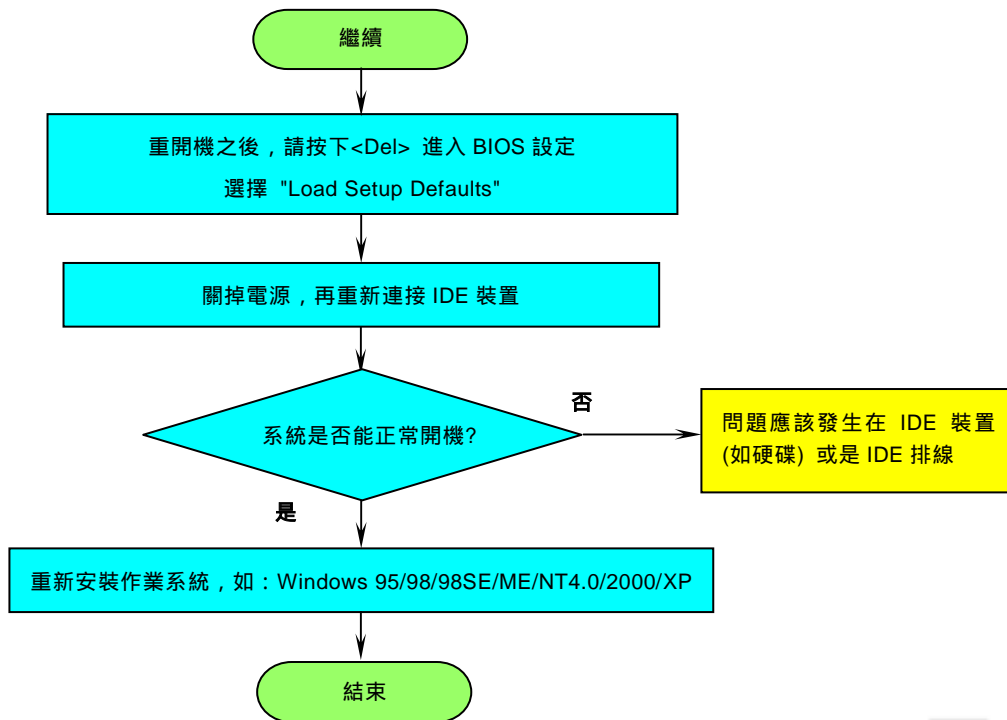 繼續
重開機之後，請按下<Del> 進入 BIOS 設定
選擇 "Load Setup Defaults"
關掉電源，再重新連接 IDE 裝置
系統是否能正常開機?
否
問題應該發生在 IDE 裝置
(如硬碟) 或是 IDE 排線
是
重新安裝作業系統，如：Windows 95/98/98SE/ME/NT4.0/2000/XP
結束